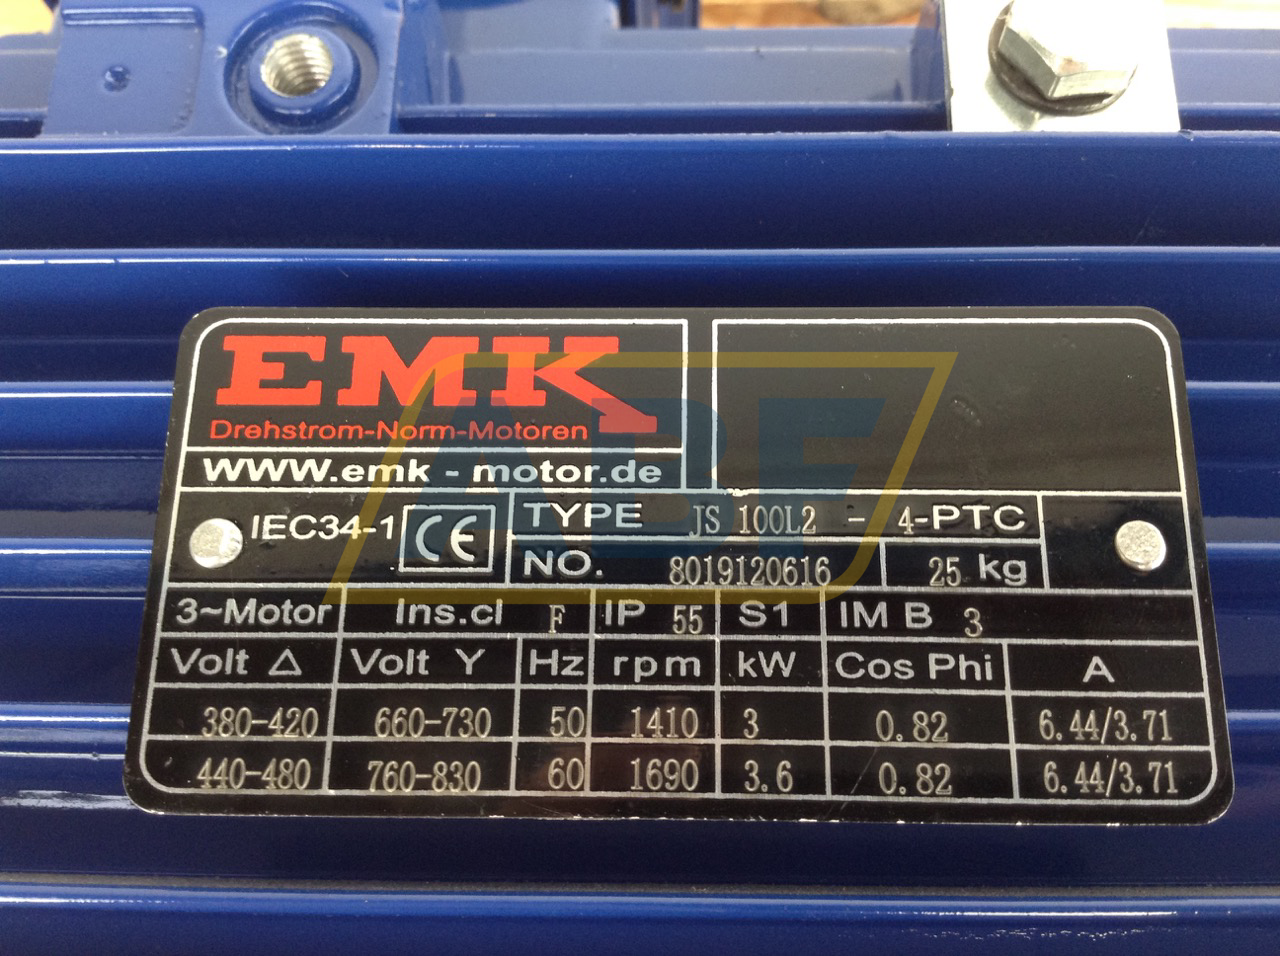 EMK
Drehstrom-Norm-Motoren
WWW.emk - motor.de
IEC34-1 CE TYPE JS 100L2 - 4-PTC
NO. 8019120616 25 kg
3~Motor Ins.cl F IP 55 S1 IM B 3
Volt △ Volt Y Hz rpm kW Cos Phi A
380-420 660-730 50 1410 3 0.82 6.44/3.71
440-480 760-830 60 1690 3.6 0.82 6.44/3.71
ABF